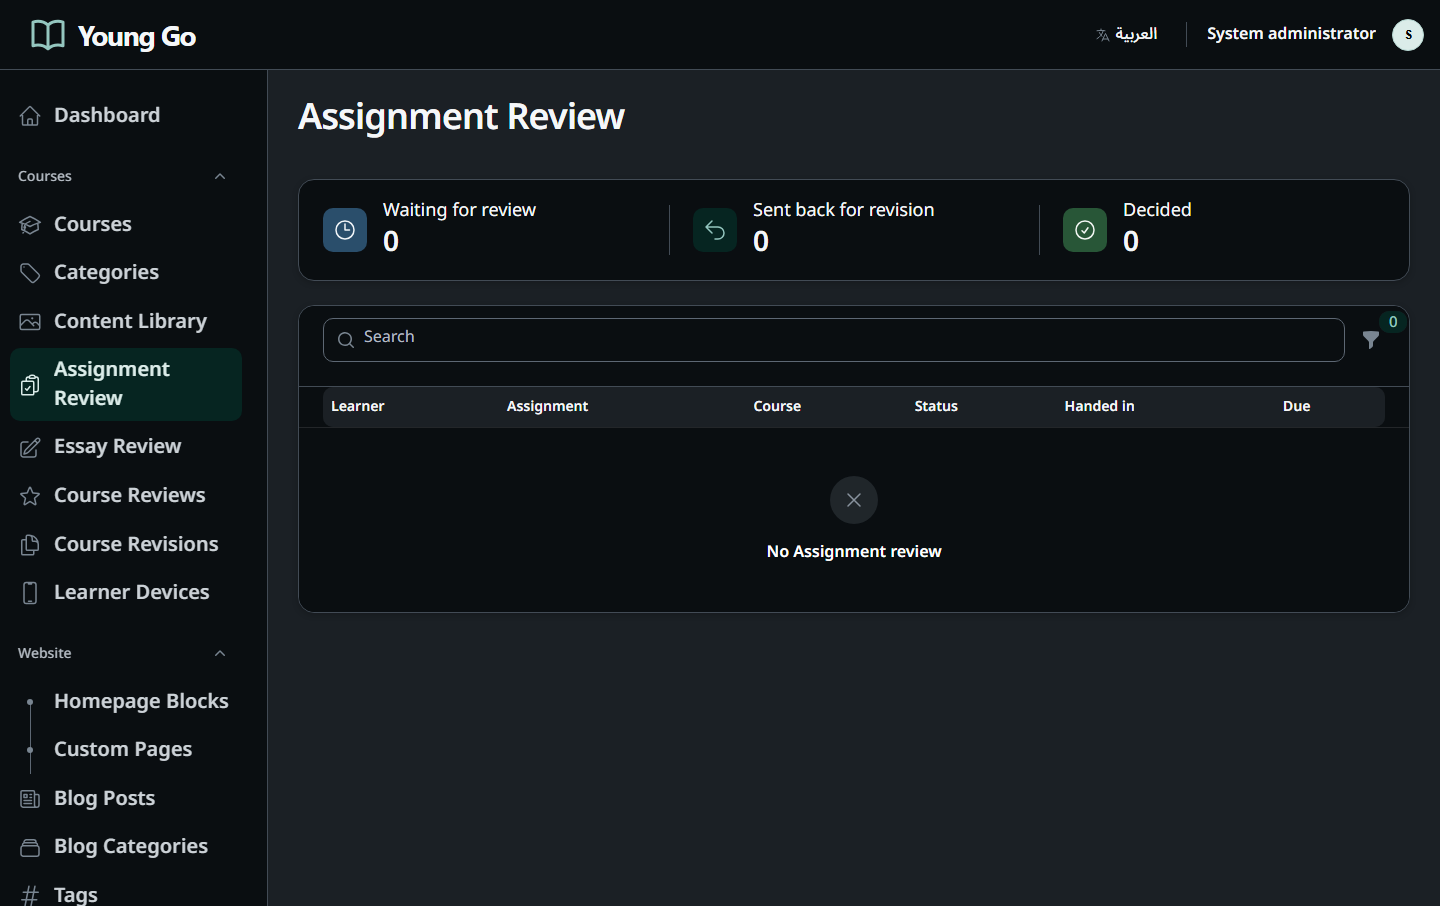 Young Go
العربية
System administrator
S
Dashboard
Courses
Courses
Categories
Content Library
Assignment
Review
Essay Review
Course Reviews
Course Revisions
Learner Devices
Website
Homepage Blocks
Custom Pages
Blog Posts
Blog Categories
Tags
Assignment Review
Waiting for review
0
Sent back for revision
0
Decided
0
Search
0
Learner Assignment Course Status Handed in Due
No Assignment review